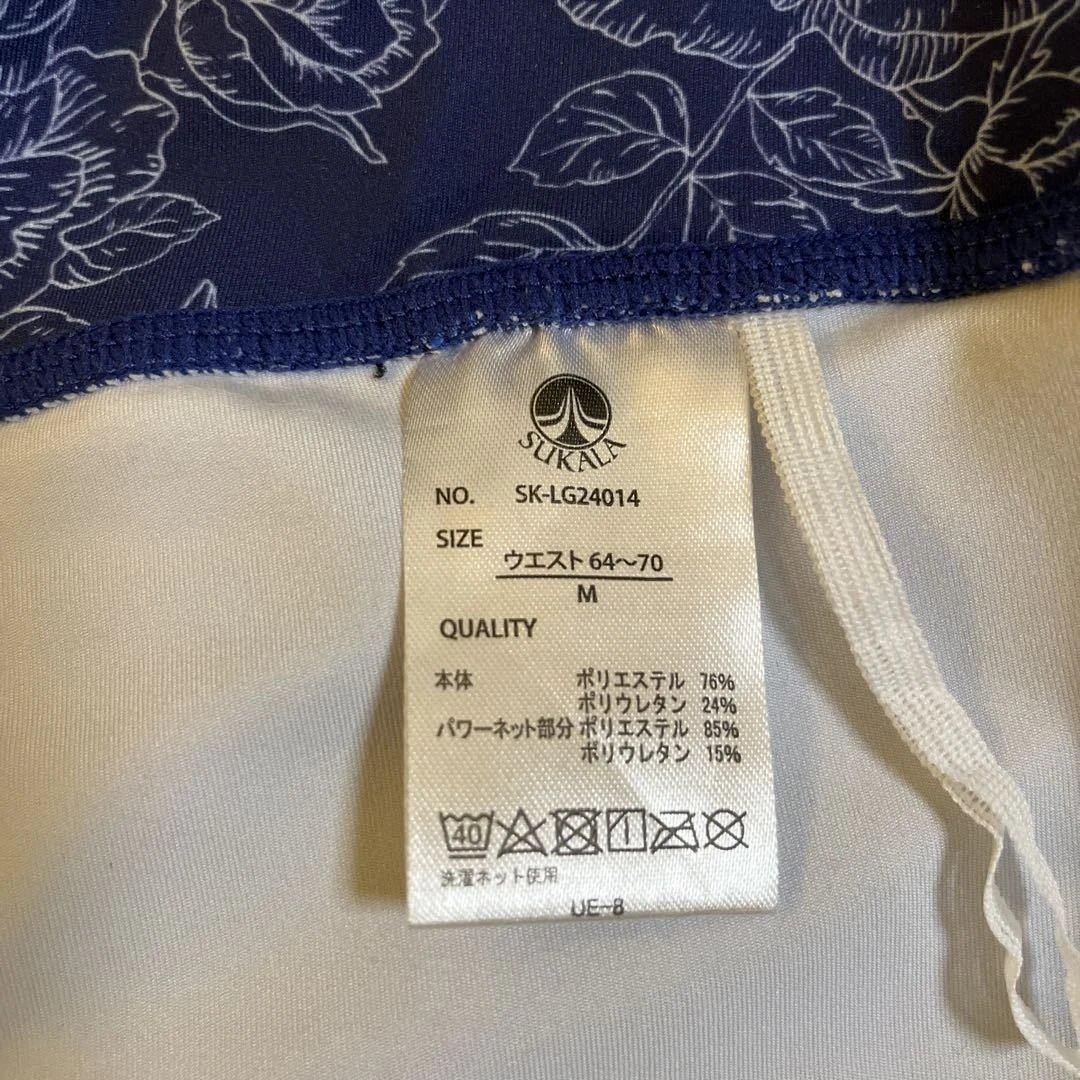 SUKALA
NO. SK-LG24014
SIZE
ウエスト 64～70
M
QUALITY
本体 ポリエステル 76%
ポリウレタン 24%
パワーネット部分 ポリエステル 85%
ポリウレタン 15%
40
洗濯ネット使用
UE-8